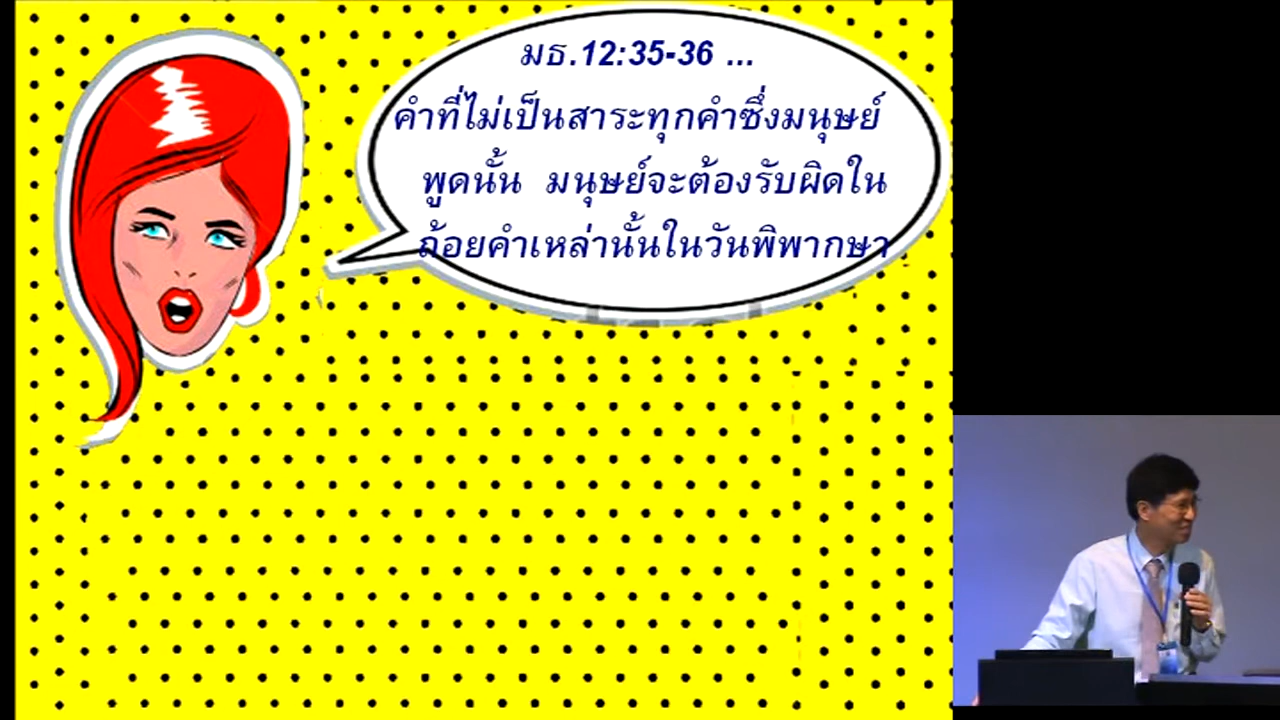 มธ.12:35-36 ...
คำที่ไม่เป็นสาระทุกคำซึ่งมนุษย์
พูดนั้น มนุษย์จะต้องรับผิดใน
ถ้อยคำเหล่านั้นในวันพิพากษา